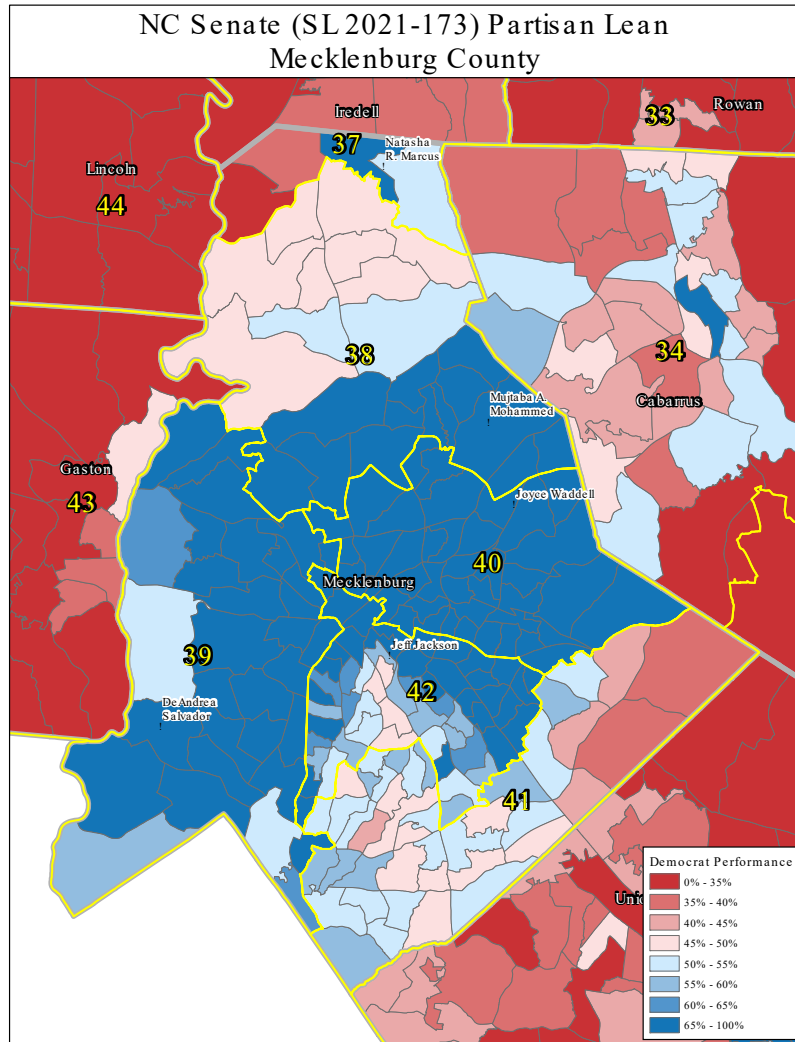 NC Senate (SL 2021-173) Partisan Lean
Mecklenburg County
Iredell
33
Rowan
37
Natasha
R. Marcus
Lincoln
44
38
34
Mujtaba A.
Mohammed
Cabarrus
Gaston
43
Joyce Waddell
40
Mecklenburg
Jeff Jackson
39
42
DeAndrea
Salvador
41
Democrat Performance
0% - 35%
35% - 40%
40% - 45%
45% - 50%
50% - 55%
55% - 60%
60% - 65%
65% - 100%